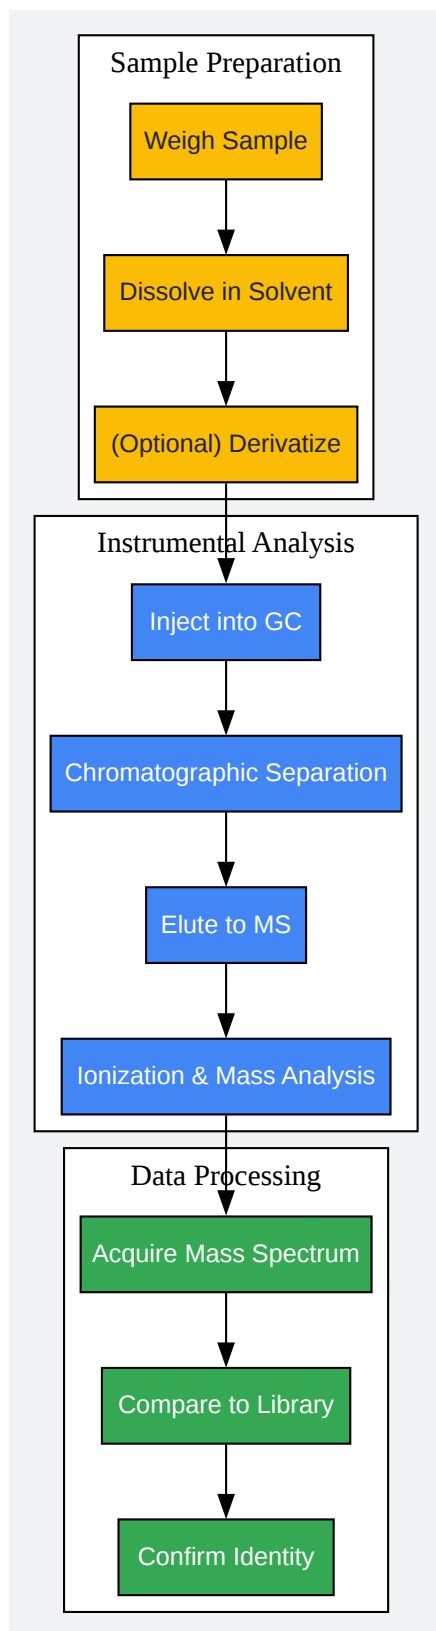 Sample Preparation
Weigh Sample
Dissolve in Solvent
(Optional) Derivatize
Instrumental Analysis
Inject into GC
Chromatographic Separation
Elute to MS
Ionization & Mass Analysis
Data Processing
Acquire Mass Spectrum
Compare to Library
Confirm Identity